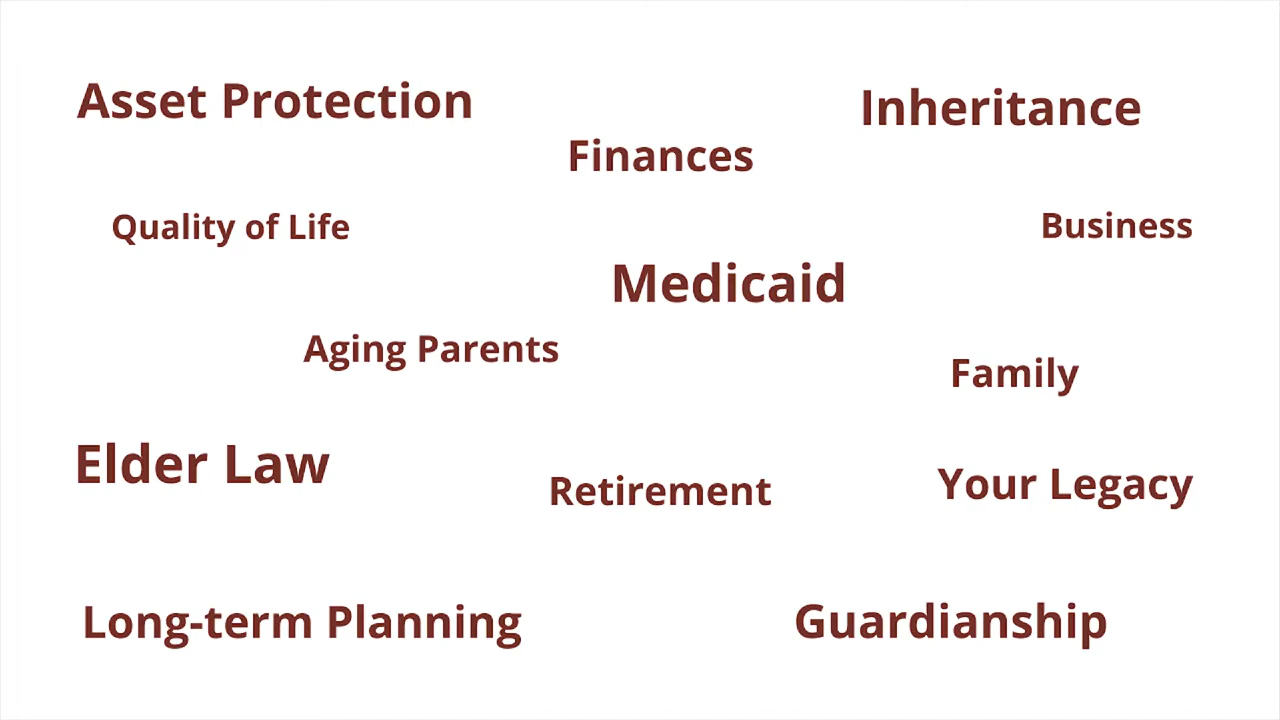 Asset Protection
Inheritance
Finances
Quality of Life
Business
Medicaid
Aging Parents
Family
Elder Law
Retirement
Your Legacy
Long-term Planning
Guardianship